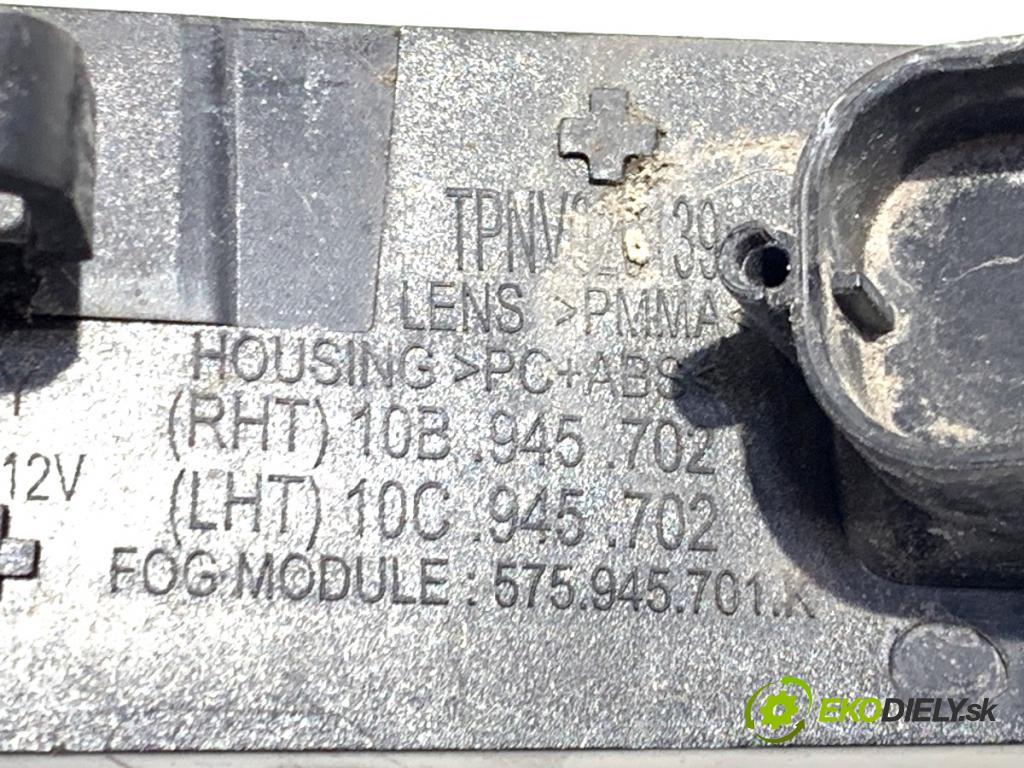 LENS >PMMA<
HOUSING >PC+ABS<
(RHT) 10B .945 .702
12V
(LHT) 10C .945 .702
FOG MODULE : 575.945.701.K
EKODIELY.sk